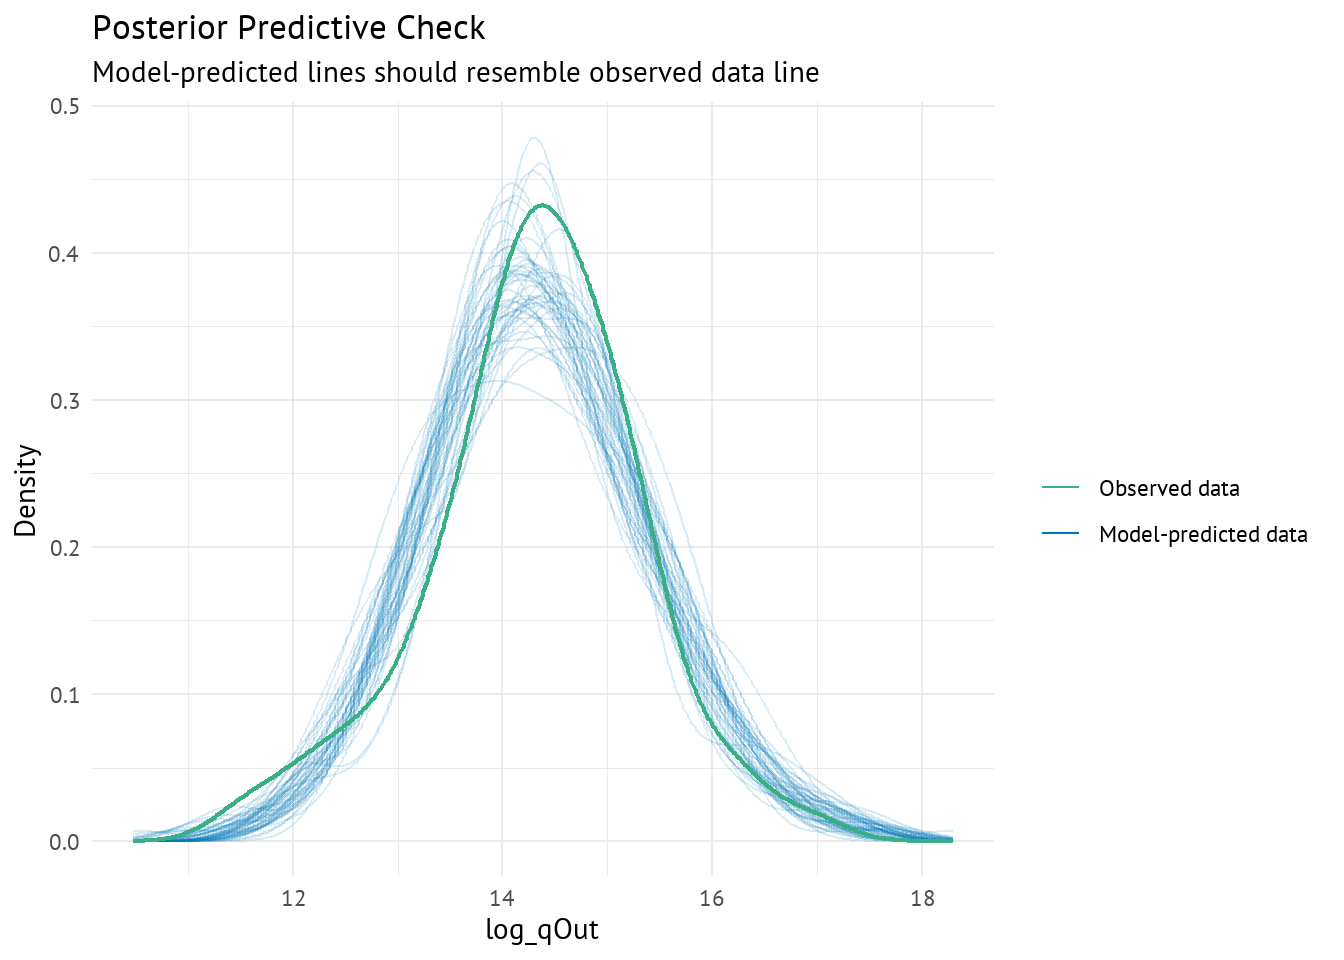 Posterior Predictive Check
Model-predicted lines should resemble observed data line
0.5
0.4
0.3
0.2
0.1
0.0
Density
12 14 16 18
log_qOut
Observed data
Model-predicted data